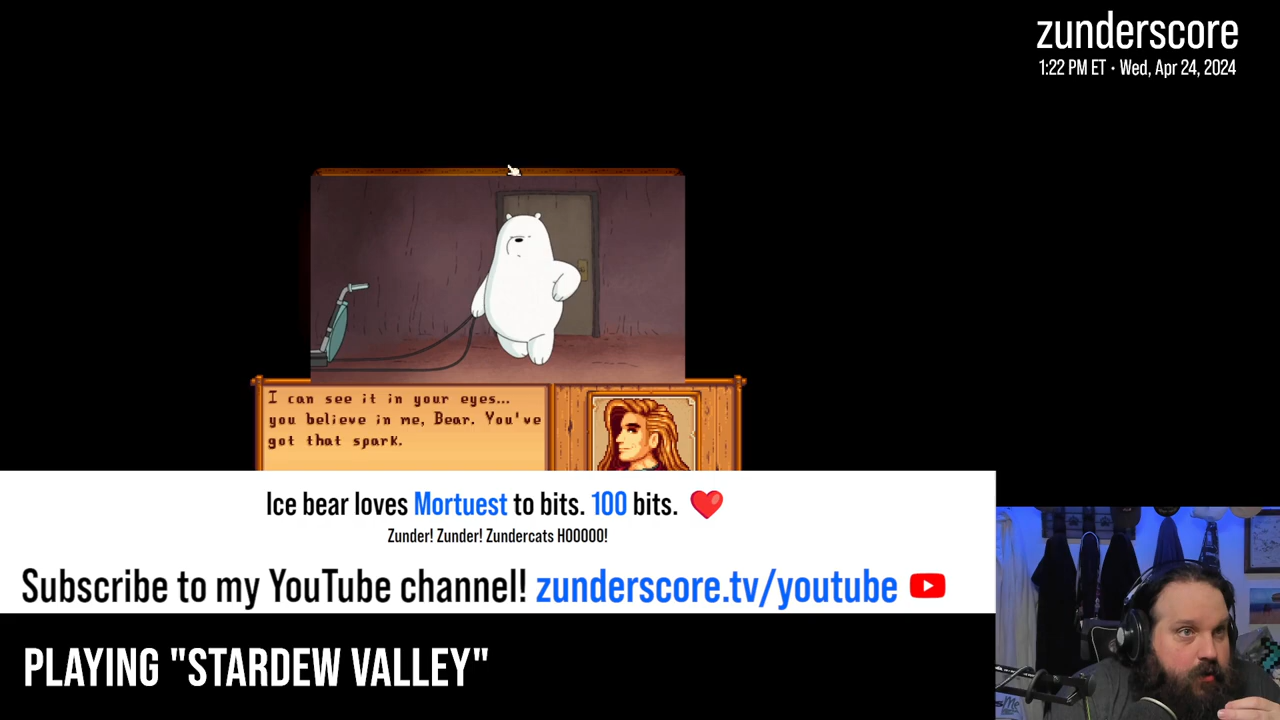 zunderscore
1:22 PM ET · Wed, Apr 24, 2024
I can see it in your eyes...
you believe in me, Bear. You've
got that spark.
Ice bear loves Mortuest to bits. 100 bits. ❤️
Zunder! Zunder! Zundercats HOOOOO!
Subscribe to my YouTube channel! zunderscore.tv/youtube
PLAYING "STARDEW VALLEY"